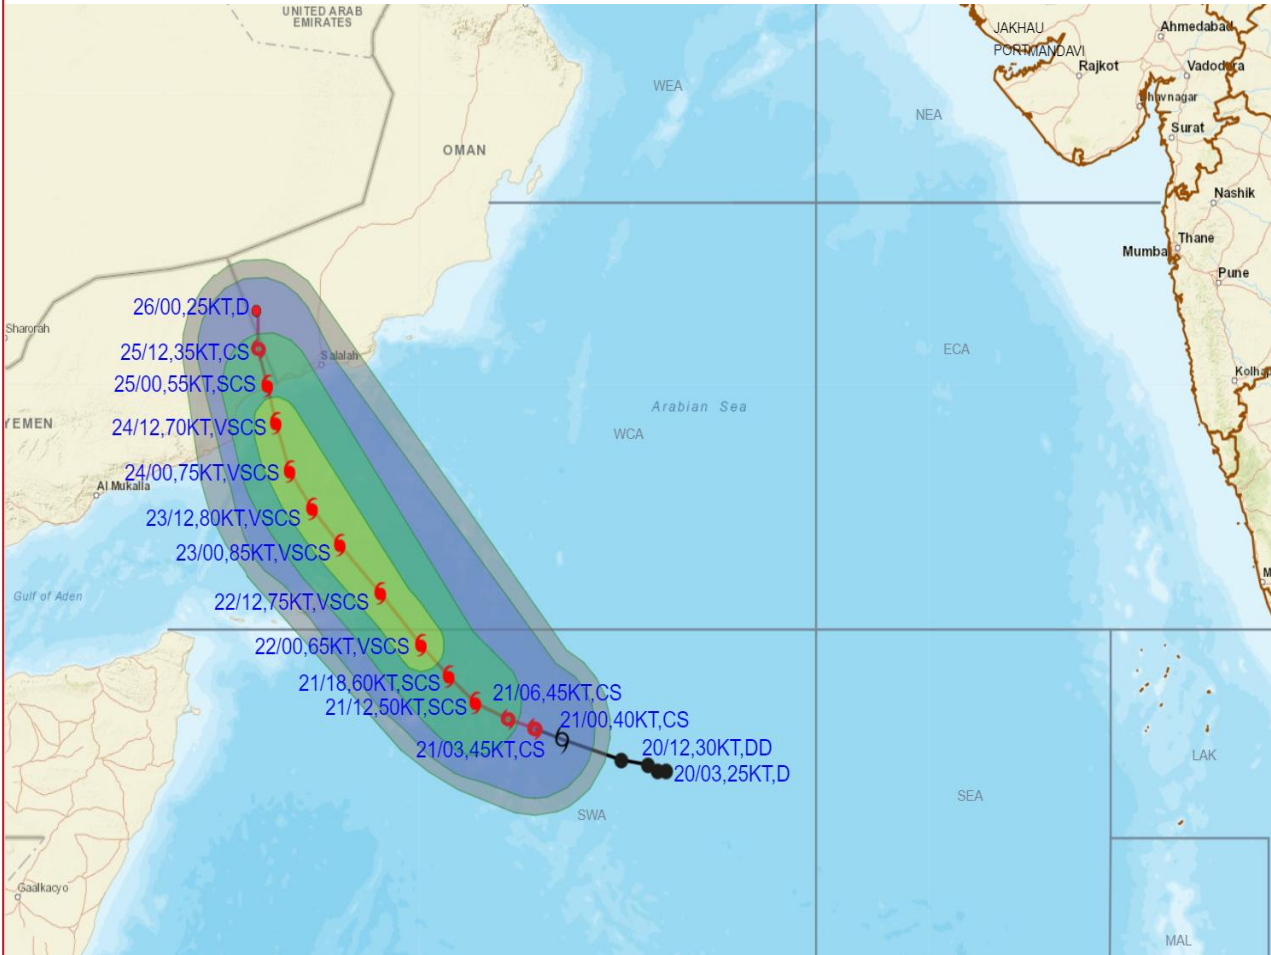 UNITED ARAB
EMIRATES
JAKHAU
PORT
MANDAVI
Ahmedabad
Rajkot
Vadodra
Bhavnagar
Surat
WEA
NEA
OMAN
Nashik
Thane
Mumba
Pune
26/00,25KT,D
Sharorah
25/12,35KT,CS
Salalah
ECA
25/00,55KT,SCS
Kolhap
Arabian Sea
YEMEN
24/12,70KT,VSCS
WCA
24/00,75KT,VSCS
Al Mukalla
23/12,80KT,VSCS
23/00,85KT,VSCS
M
Gulf of Aden
22/12,75KT,VSCS
22/00,65KT,VSCS
21/18,60KT,SCS
21/06,45KT,CS
21/12,50KT,SCS
21/00,40KT,CS
21/03,45KT,CS
20/12,30KT,DD
LAK
20/03,25KT,D
SEA
SWA
Gaalkacyo
MAL